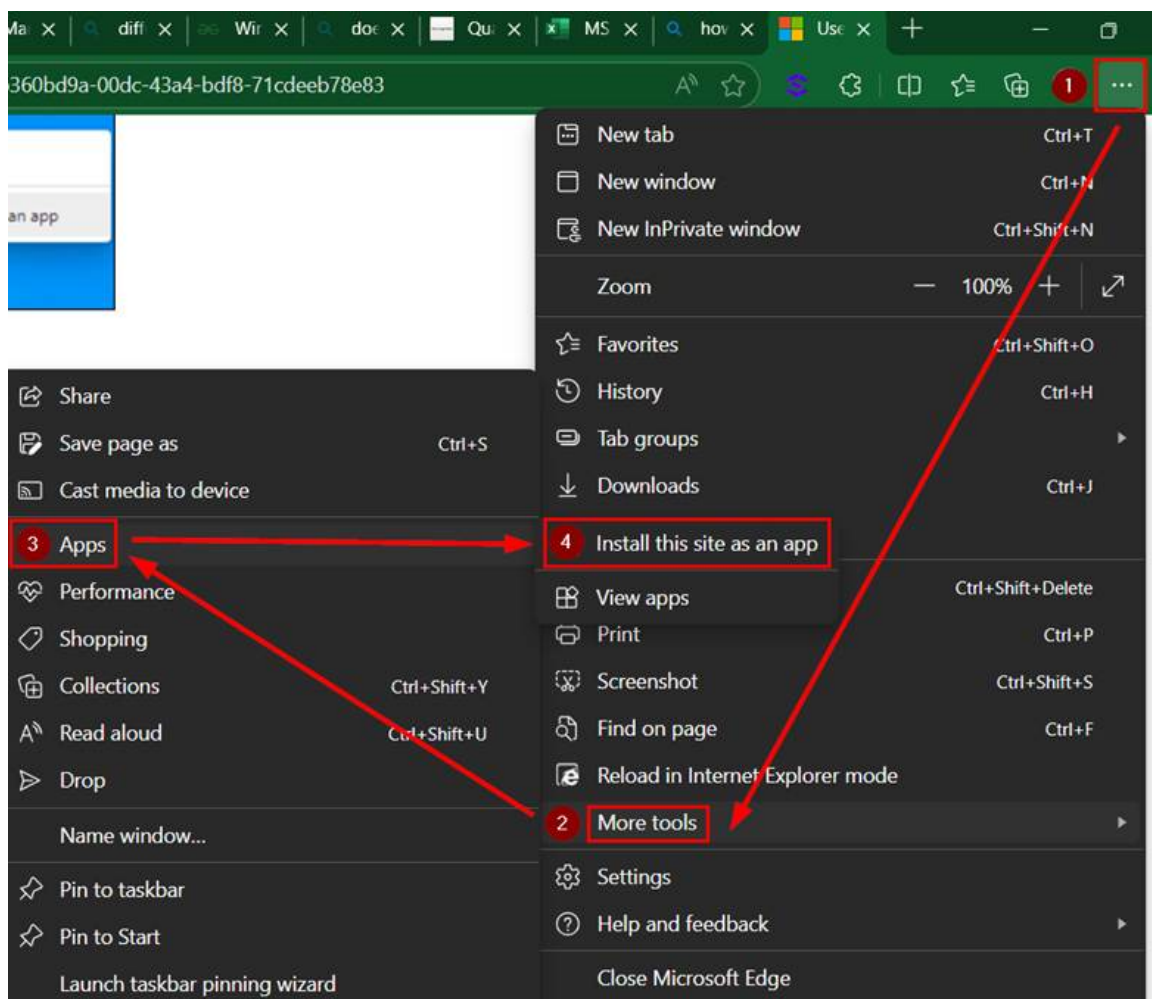 diff
Wir
doe
Qu
MS
hov
Use
360bd9a-00dc-43a4-bdf8-71cdeeb78e83
1
...
an app
New tab Ctrl+T
New window Ctrl+N
New InPrivate window Ctrl+Shift+N
Zoom — 100% +
Favorites Ctrl+Shift+O
History Ctrl+H
Tab groups
Downloads Ctrl+J
Share
Save page as Ctrl+S
Cast media to device
3 Apps
4 Install this site as an app
View apps
Ctrl+Shift+Delete
Performance
Shopping
Collections Ctrl+Shift+Y
Read aloud Ctrl+Shift+U
Drop
Name window...
Pin to taskbar
Pin to Start
Launch taskbar pinning wizard
Print Ctrl+P
Screenshot Ctrl+Shift+S
Find on page Ctrl+F
Reload in Internet Explorer mode
2 More tools
Settings
Help and feedback
Close Microsoft Edge